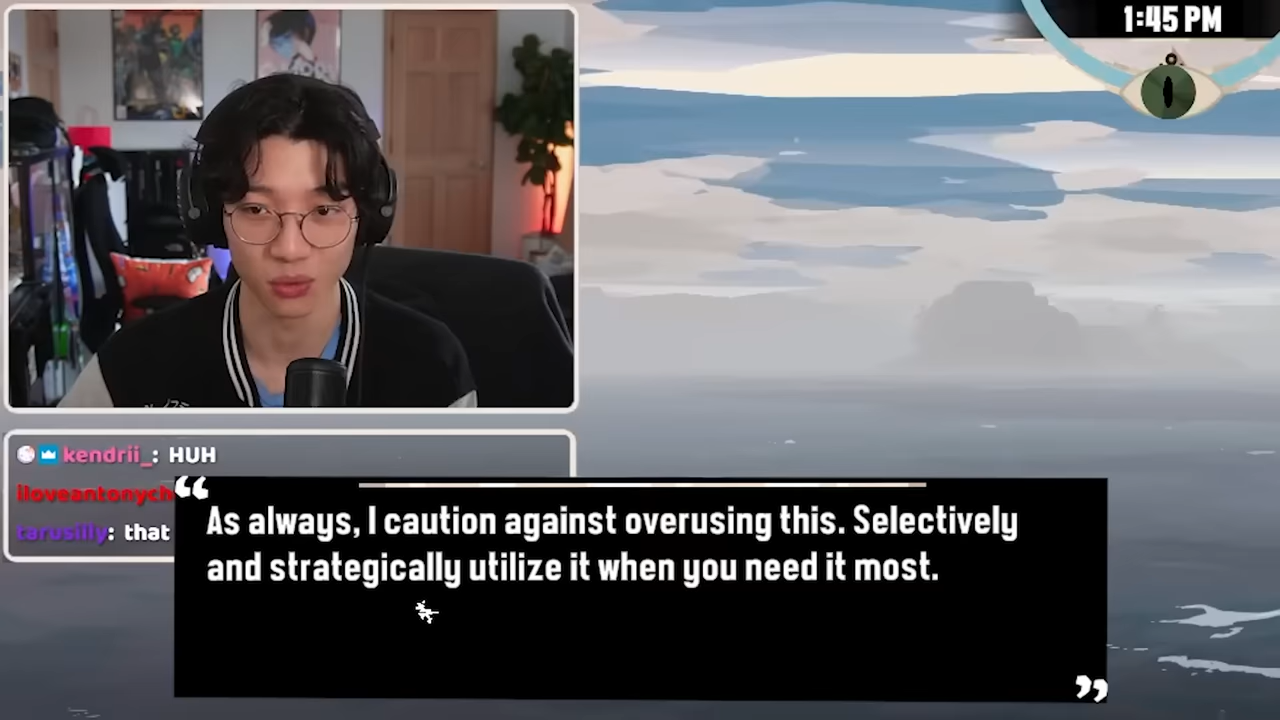 1:45 PM
kendrii_: HUH
iloveantonych
tarusilly: that
As always, I caution against overusing this. Selectively
and strategically utilize it when you need it most.